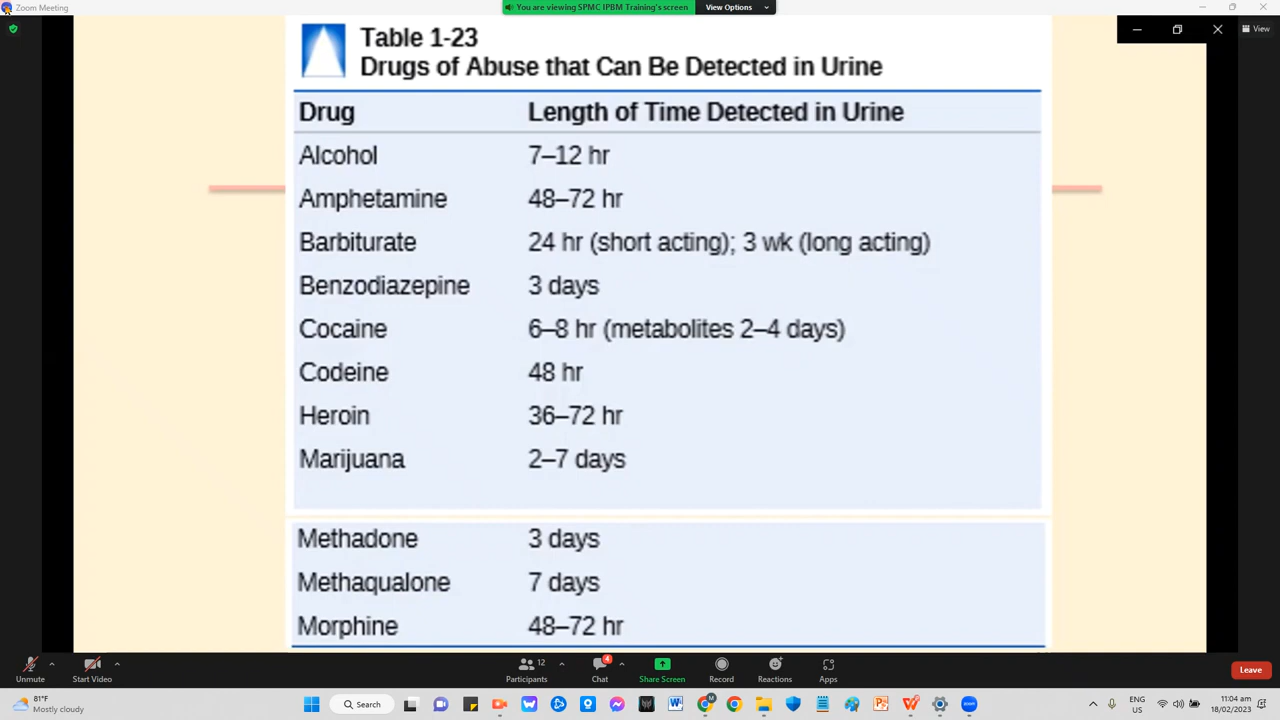 Zoom Meeting
You are viewing SPMC IPBM Training's screen
View Options
View
Table 1-23
Drugs of Abuse that Can Be Detected in Urine
Drug Length of Time Detected in Urine
Alcohol 7–12 hr
Amphetamine 48–72 hr
Barbiturate 24 hr (short acting); 3 wk (long acting)
Benzodiazepine 3 days
Cocaine 6–8 hr (metabolites 2–4 days)
Codeine 48 hr
Heroin 36–72 hr
Marijuana 2–7 days
Methadone 3 days
Methaqualone 7 days
Morphine 48–72 hr
Unmute Start Video Participants 12 Chat 4 Share Screen Record Reactions Apps Leave
81°F
Mostly cloudy
Search
ENG
US
11:04 am
18/02/2023